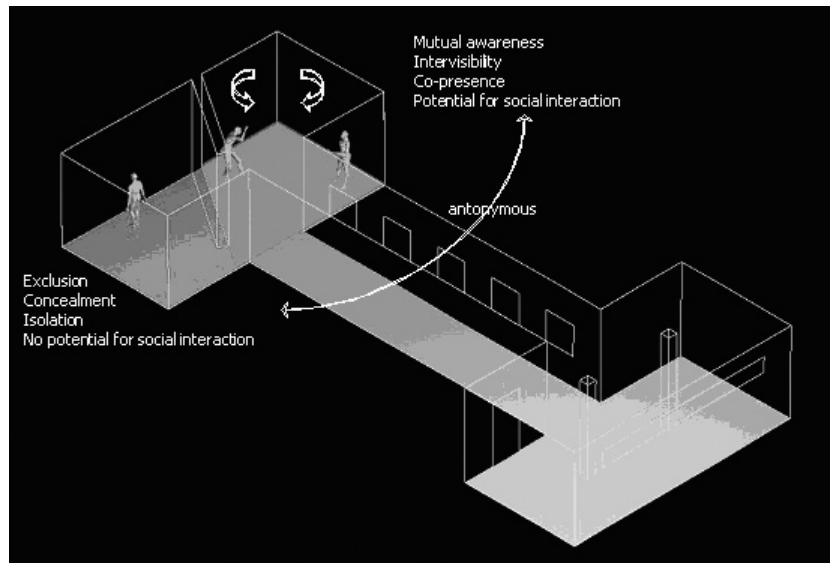 Mutual awareness
Intervisibility
Co-presence
Potential for social interaction
antonymous
Exclusion
Concealment
Isolation
No potential for social interaction